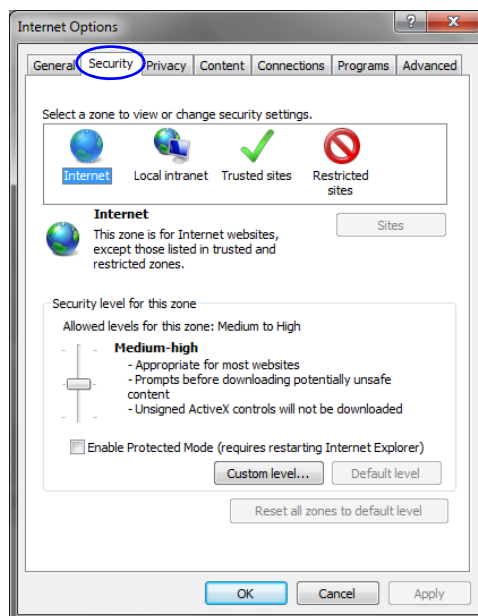 Internet Options
?
X
General Security Privacy Content Connections Programs Advanced
Select a zone to view or change security settings.
Internet Local intranet Trusted sites Restricted
sites
Internet
Sites
This zone is for Internet websites,
except those listed in trusted and
restricted zones.
Security level for this zone
Allowed levels for this zone: Medium to High
Medium-high
- Appropriate for most websites
- Prompts before downloading potentially unsafe
content
- Unsigned ActiveX controls will not be downloaded
Enable Protected Mode (requires restarting Internet Explorer)
Custom level... Default level
Reset all zones to default level
OK Cancel Apply